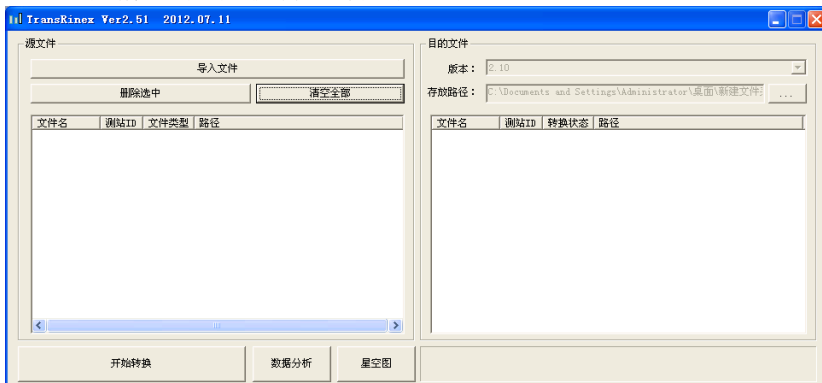 TransRinex Ver2.51 2012.07.11
源文件
导入文件
删除选中 清空全部
文件名 测站ID 文件类型 路径
目的文件
版本： 2.10
存放路径： C:\Documents and Settings\Administrator\桌面\新建文件 ...
文件名 测站ID 转换状态 路径
开始转换 数据分析 星空图